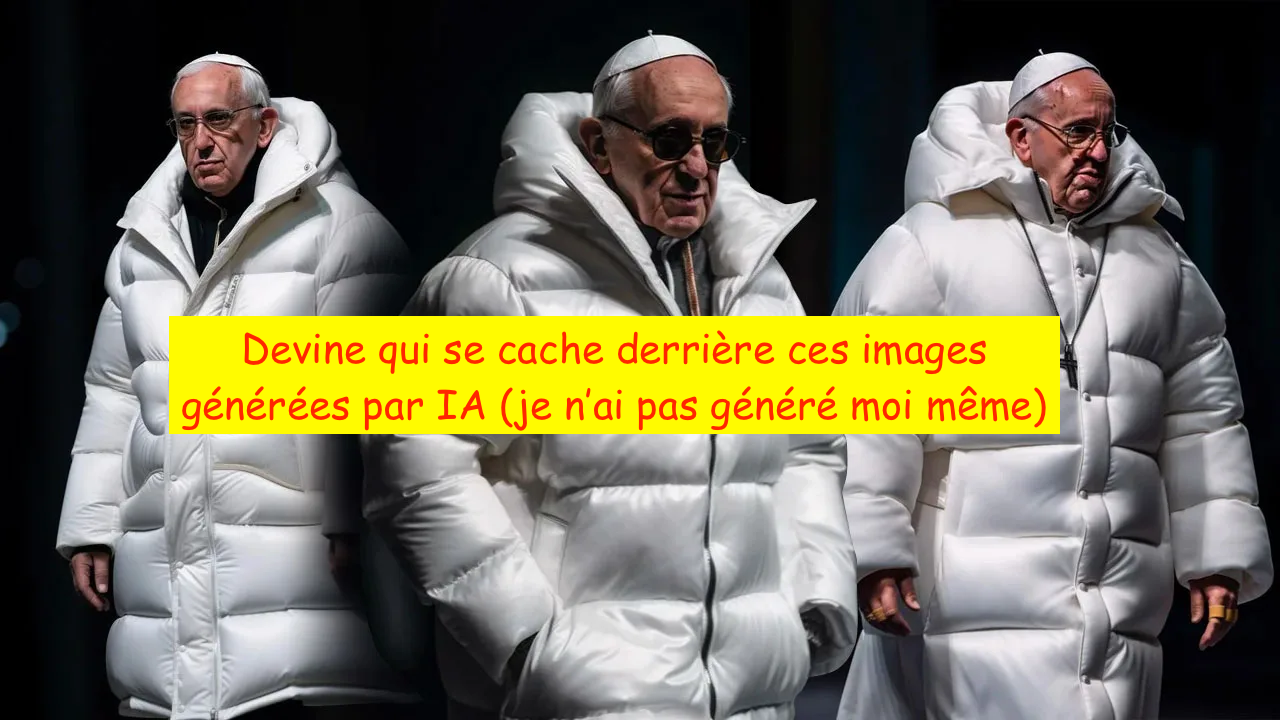 Devine qui se cache derrière ces images
générées par IA (je n’ai pas généré moi même)